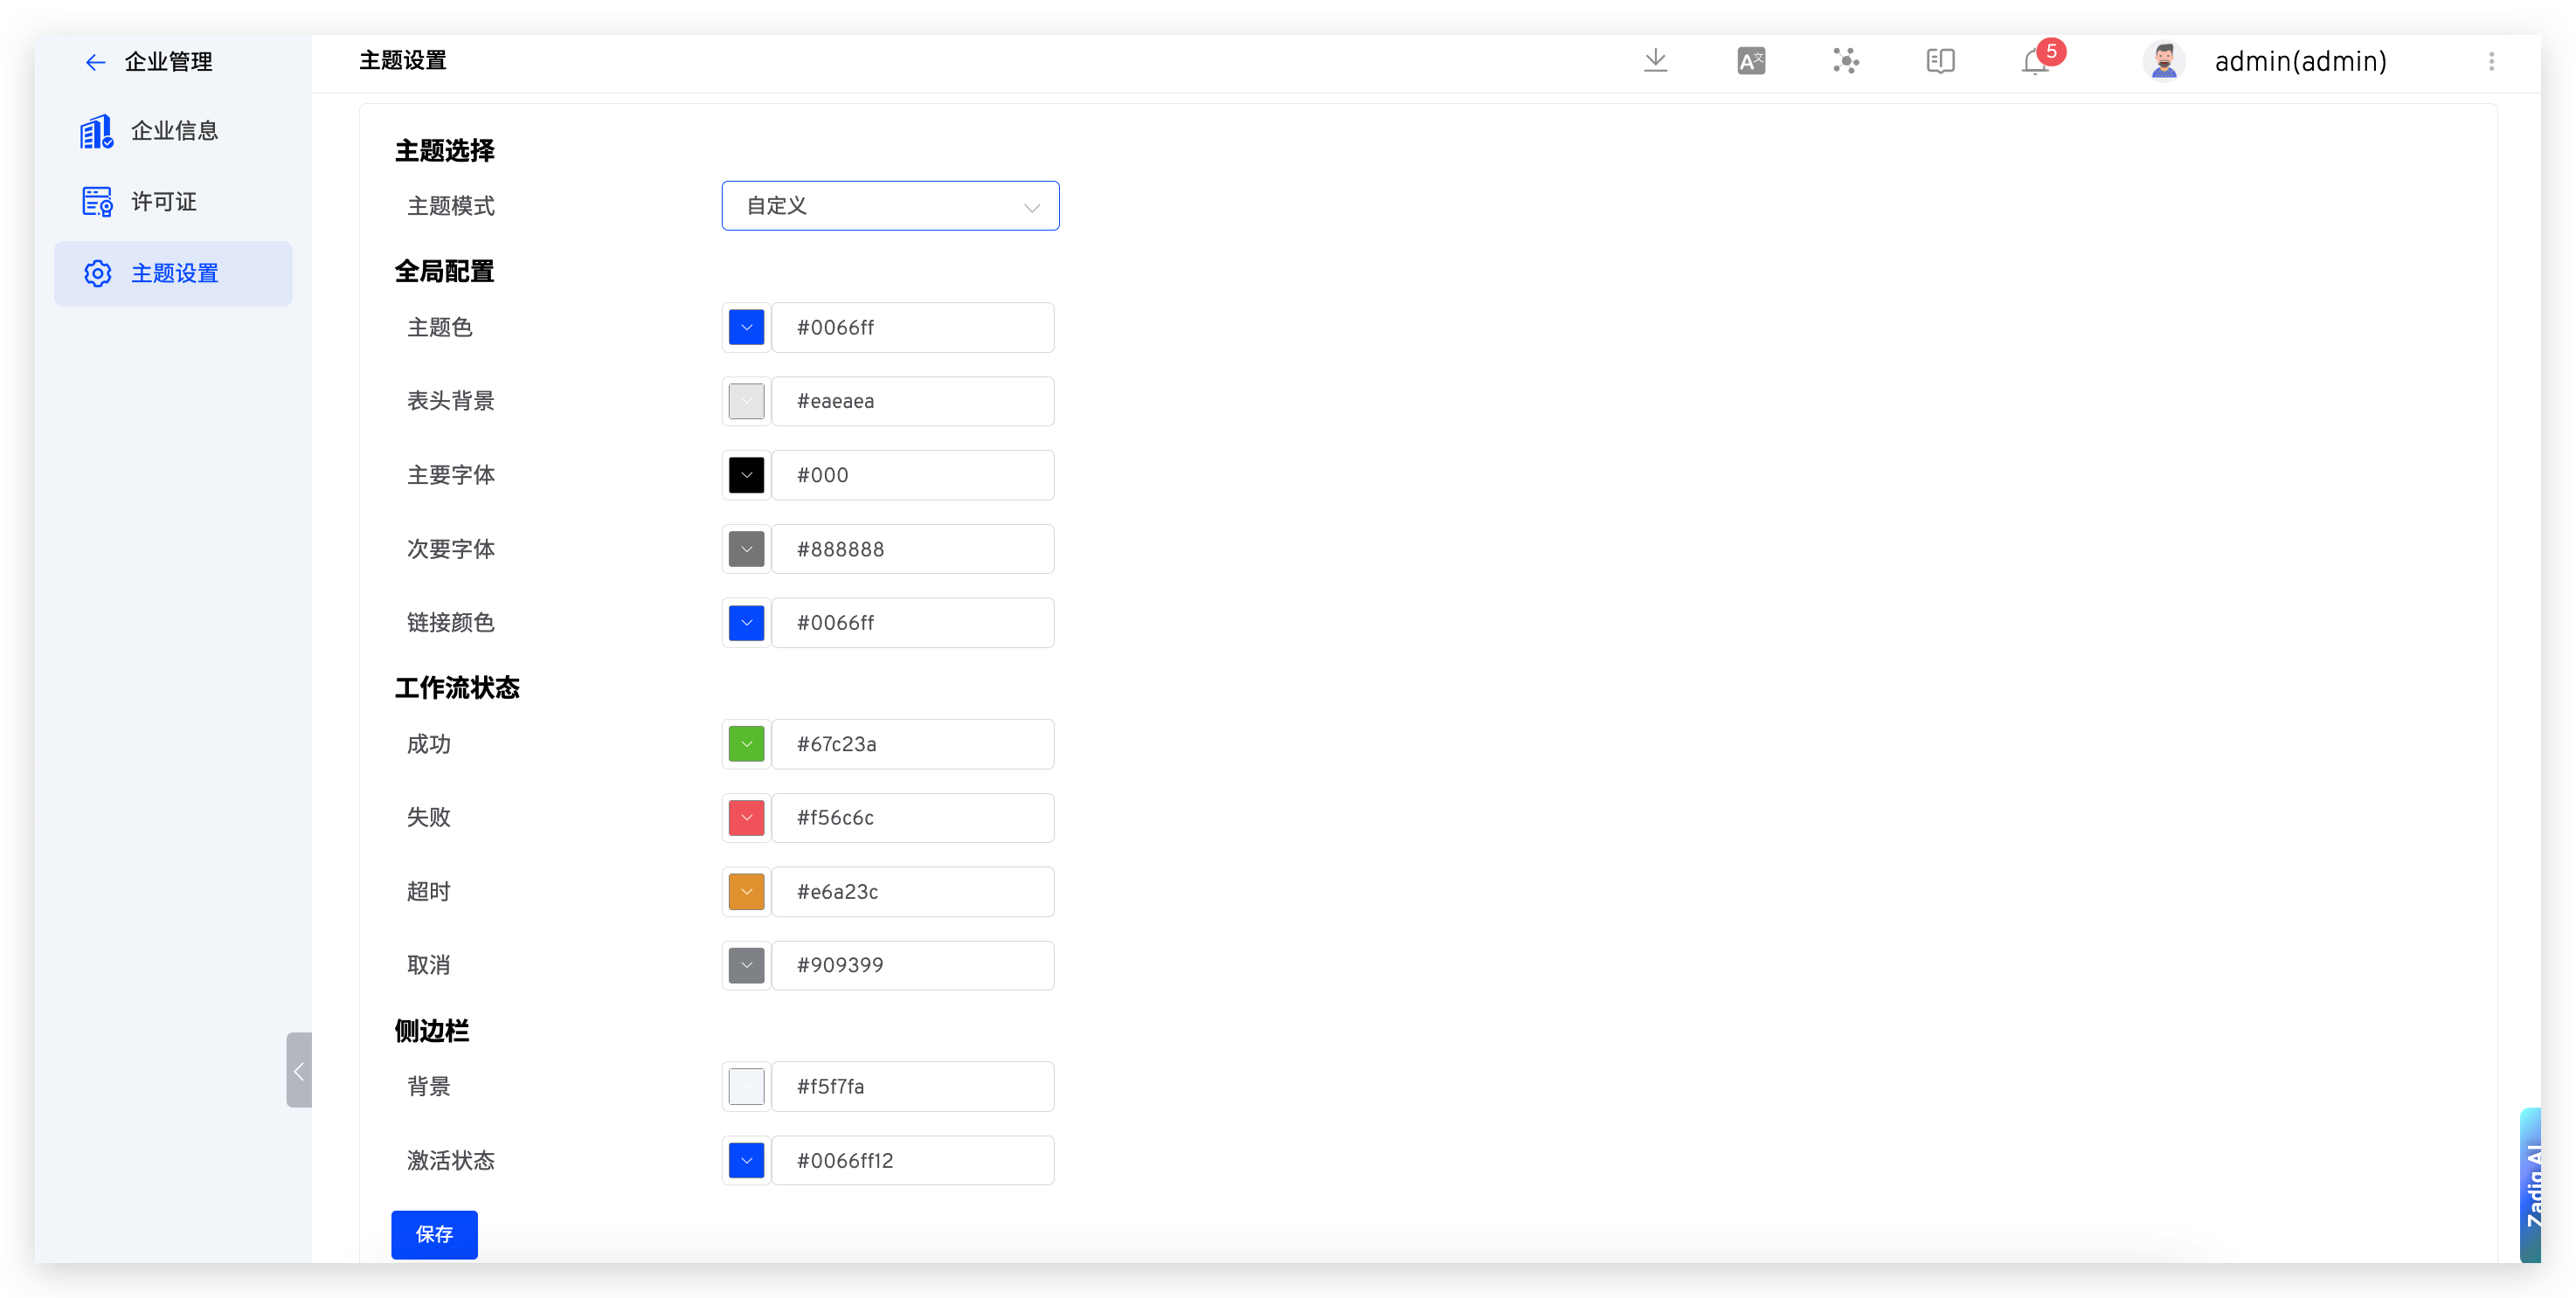 企业管理
企业信息
许可证
主题设置
主题设置
A文
5
admin(admin)
主题选择
主题模式 自定义
全局配置
主题色 #0066ff
表头背景 #eaeaea
主要字体 #000
次要字体 #888888
链接颜色 #0066ff
工作流状态
成功 #67c23a
失败 #f56c6c
超时 #e6a23c
取消 #909399
侧边栏
背景 #f5f7fa
激活状态 #0066ff12
保存
Zadig AI